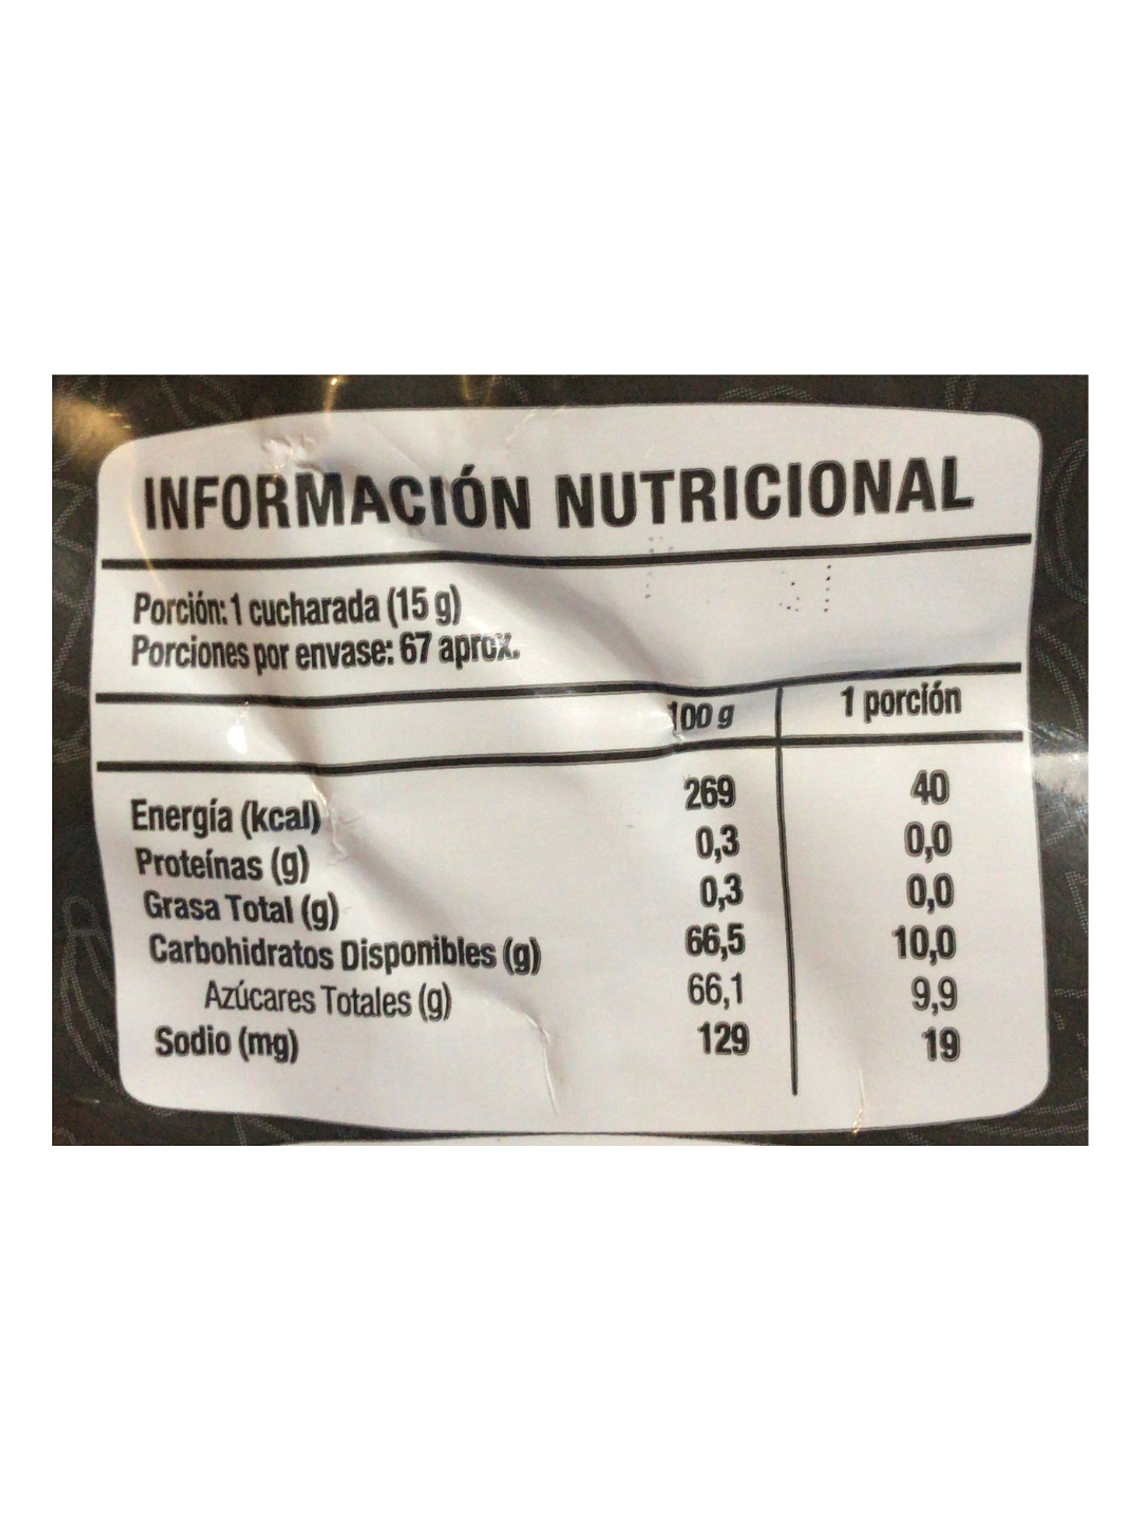 INFORMACIÓN NUTRICIONAL
Porción: 1 cucharada (15 g)
Porciones por envase: 67 aprox.
100 g 1 porción
Energía (kcal) 269 40
Proteínas (g) 0,3 0,0
Grasa Total (g) 0,3 0,0
Carbohidratos Disponibles (g) 66,5 10,0
Azúcares Totales (g) 66,1 9,9
Sodio (mg) 129 19